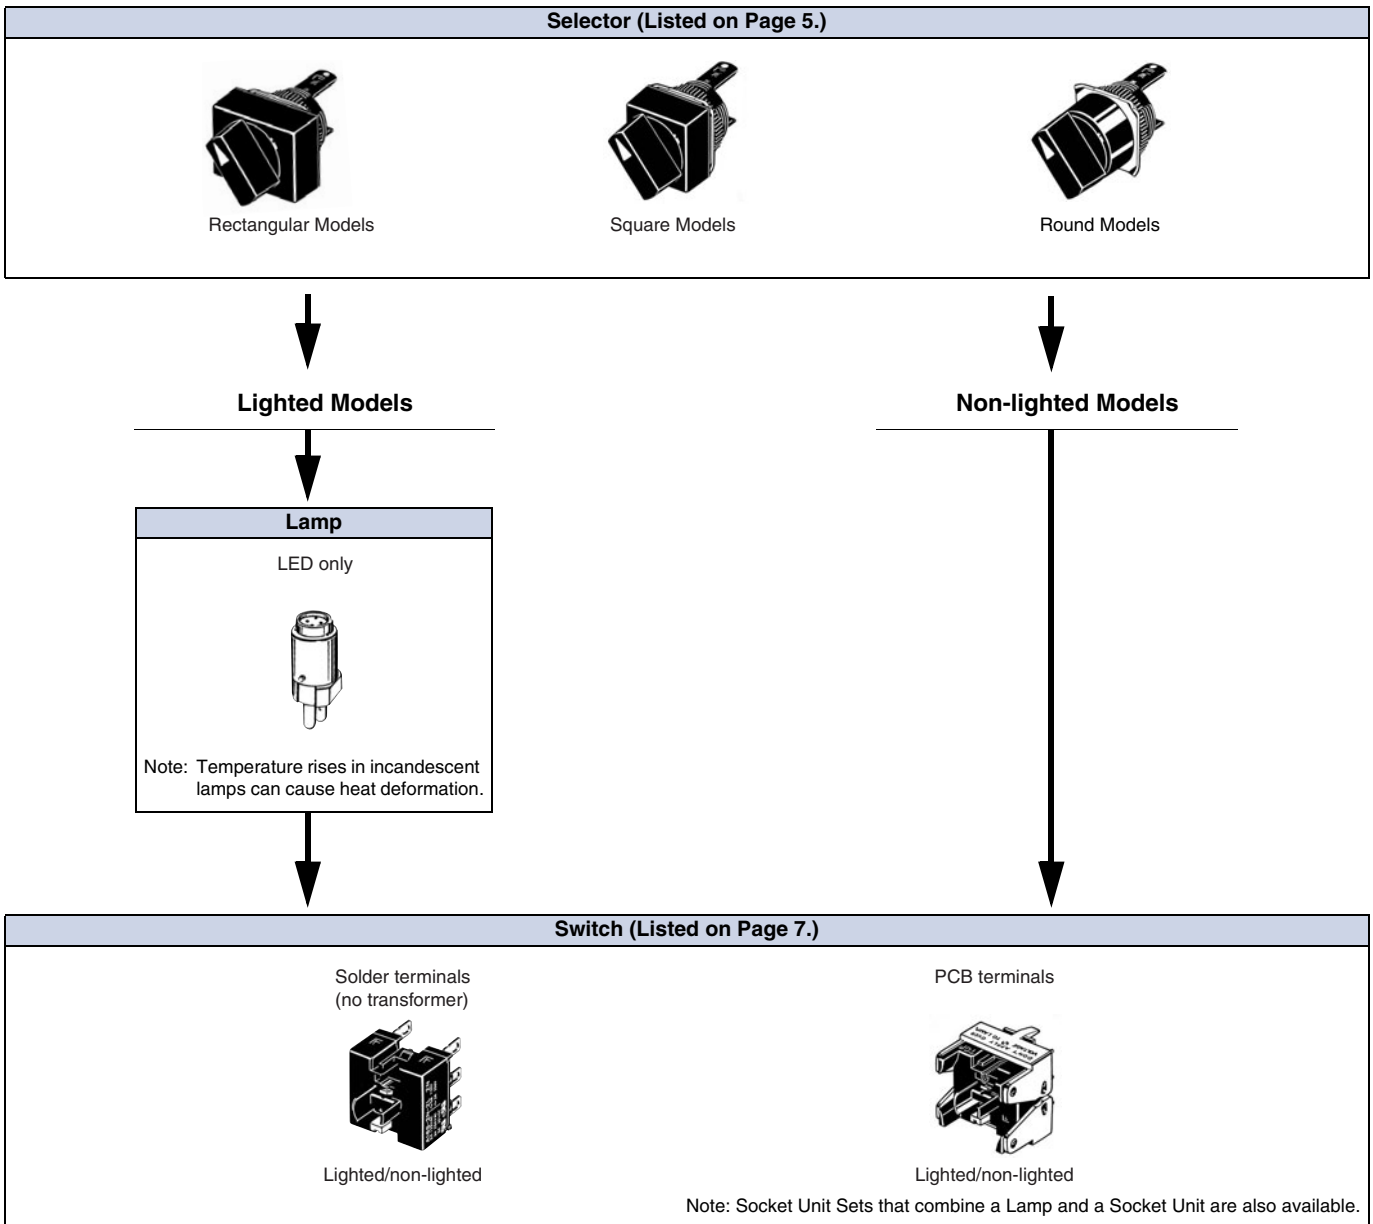 Selector (Listed on Page 5.)
Rectangular Models
Square Models
Round Models
Lighted Models
Non-lighted Models
Lamp
LED only
Note: Temperature rises in incandescent
lamps can cause heat deformation.
Switch (Listed on Page 7.)
Solder terminals
(no transformer)
PCB terminals
Lighted/non-lighted
Lighted/non-lighted
Note: Socket Unit Sets that combine a Lamp and a Socket Unit are also available.